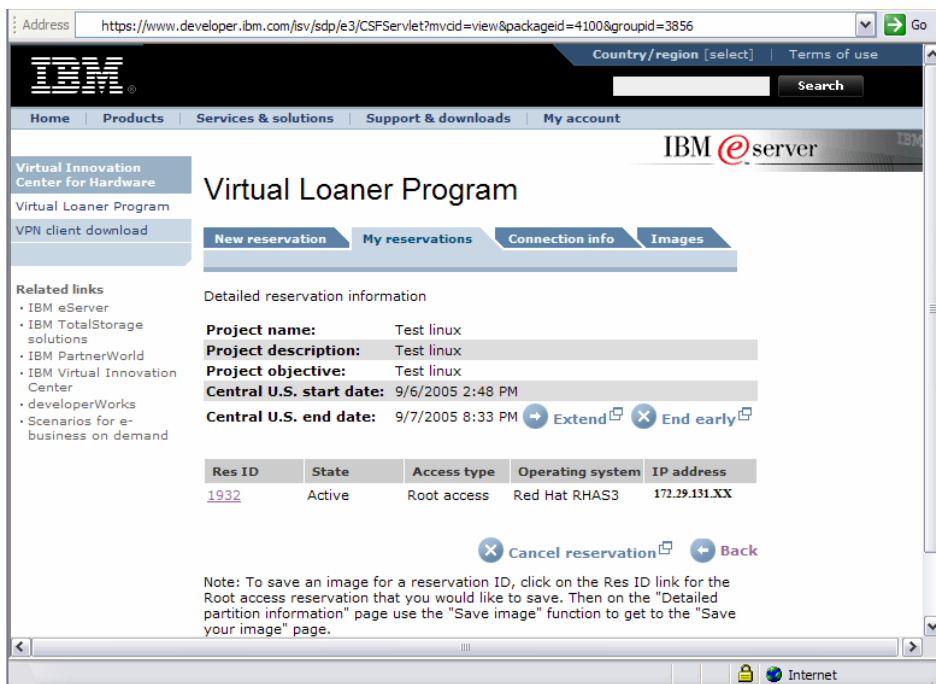 Address https://www.developer.ibm.com/isv/sdp/e3/CSFServlet?mvcid=view&packageid=4100&groupid=3856 Go
Country/region [select] | Terms of use
IBM ®
Search
Home | Products | Services & solutions | Support & downloads | My account
IBM eserver IBM
Virtual Innovation
Center for Hardware
Virtual Loaner Program
VPN client download
Related links
· IBM eServer
· IBM TotalStorage
solutions
· IBM PartnerWorld
· IBM Virtual Innovation
Center
· developerWorks
· Scenarios for e-
business on demand
Virtual Loaner Program
New reservation My reservations Connection info Images
Detailed reservation information
Project name: Test linux
Project description: Test linux
Project objective: Test linux
Central U.S. start date: 9/6/2005 2:48 PM
Central U.S. end date: 9/7/2005 8:33 PM Extend End early
Res ID State Access type Operating system IP address
1932 Active Root access Red Hat RHAS3 172.29.131.XX
Cancel reservation Back
Note: To save an image for a reservation ID, click on the Res ID link for the
Root access reservation that you would like to save. Then on the "Detailed
partition information" page use the "Save image" function to get to the "Save
your image" page.
Internet